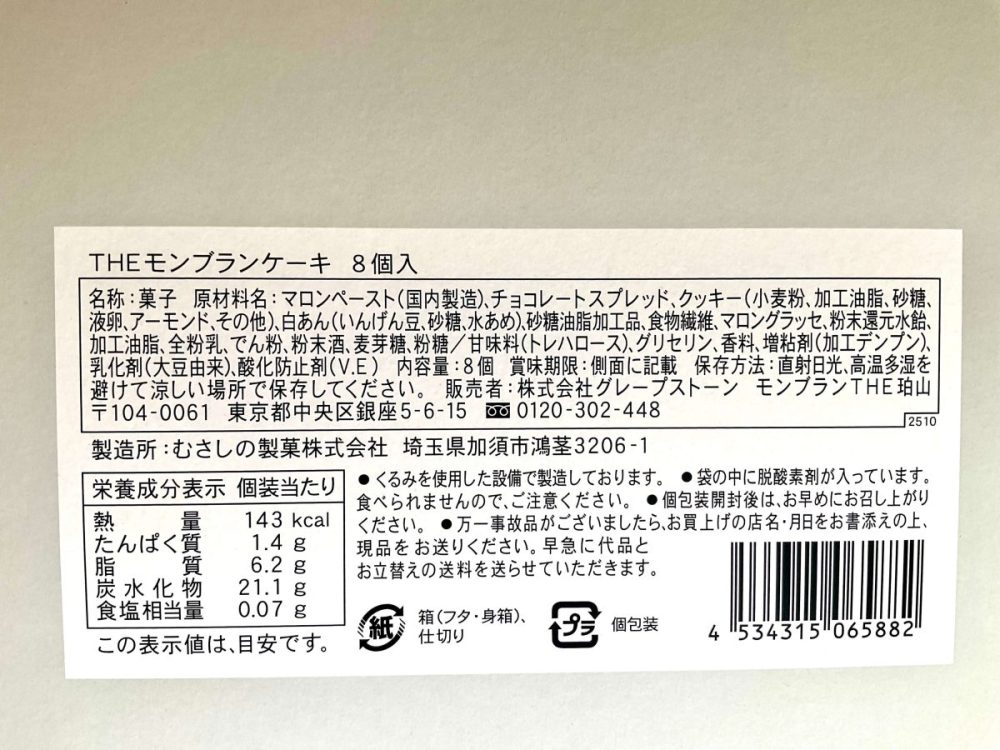 THEモンブランケーキ 8個入
名称:菓子 原材料名:マロンペースト(国内製造)、チョコレートスプレッド、クッキー(小麦粉、加工油脂、砂糖、
液卵、アーモンド、その他)、白あん(いんげん豆、砂糖、水あめ)、砂糖油脂加工品、食物繊維、マロングラッセ、粉末還元水飴、
加工油脂、全粉乳、でん粉、粉末酒、麦芽糖、粉糖/甘味料(トレハロース)、グリセリン、香料、増粘剤(加工デンプン)、
乳化剤(大豆由来)、酸化防止剤(V.E) 内容量:8個 賞味期限:側面に記載 保存方法:直射日光、高温多湿を
避けて涼しい場所で保存してください。 販売者:株式会社グレープストーン モンブランTHE珀山
〒104-0061 東京都中央区銀座5-6-15 0120-302-448
2510
製造所:むさしの製菓株式会社 埼玉県加須市鴻茎3206-1
栄養成分表示 個装当たり
熱量 143 kcal
たんぱく質 1.4 g
脂質 6.2 g
炭水化物 21.1 g
食塩相当量 0.07 g
この表示値は、目安です。
●くるみを使用した設備で製造しております。 ●袋の中に脱酸素剤が入っています。
食べられませんので、ご注意ください。 ●個包装開封後は、お早めにお召し上がり
ください。 ●万一事故品がございましたら、お買上げの店名・月日をお書添えの上、
現品をお送りください。早急に代品と
お立替えの送料を送らせていただきます。
紙
箱(フタ・身箱)、
仕切り
プラ
個包装
4 534315 065882